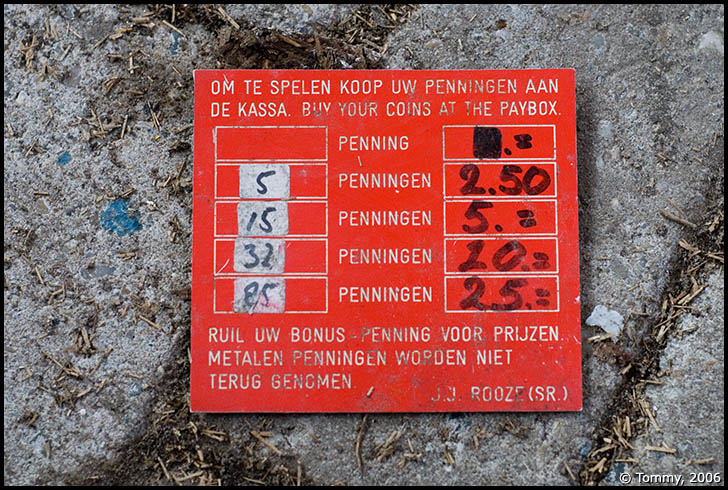 OM TE SPELEN KOOP UW PENNINGEN AAN
DE KASSA. BUY YOUR COINS AT THE PAYBOX.
PENNING .=
5 PENNINGEN 2.50
15 PENNINGEN 5.=
32 PENNINGEN 10.=
85 PENNINGEN 25.=
RUIL UW BONUS-PENNING VOOR PRIJZEN.
METALEN PENNINGEN WORDEN NIET
TERUG GENOMEN.
J.J. ROOZE (SR.)
© Tommy, 2006